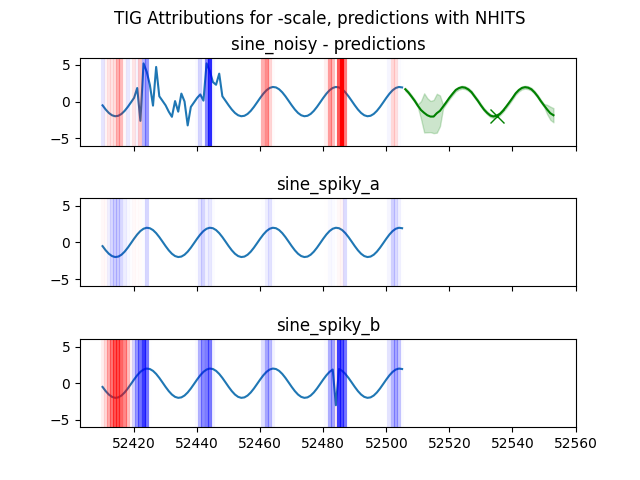 TIG Attributions for -scale, predictions with NHITS
sine_noisy - predictions
5
0
−5
sine_spiky_a
5
0
−5
sine_spiky_b
5
0
−5
52420 52440 52460 52480 52500 52520 52540 52560